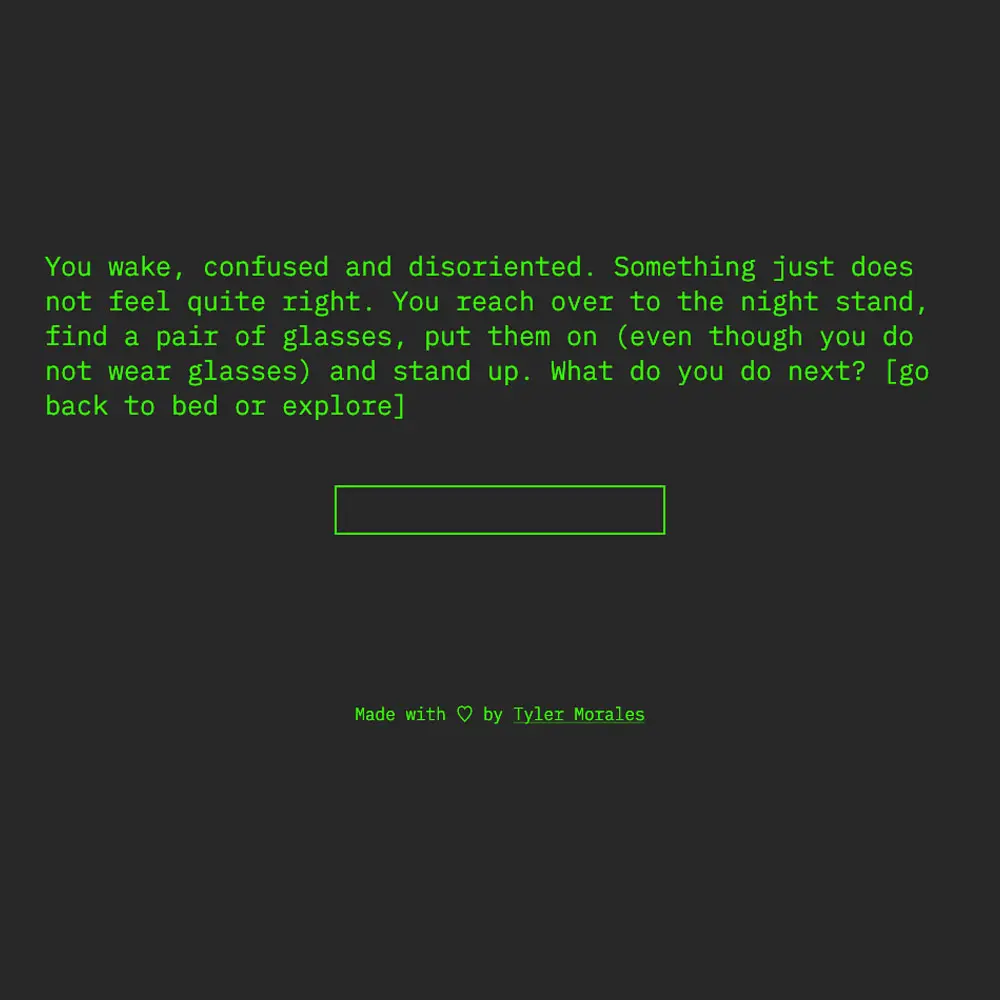 You wake, confused and disoriented. Something just does
not feel quite right. You reach over to the night stand,
find a pair of glasses, put them on (even though you do
not wear glasses) and stand up. What do you do next? [go
back to bed or explore]
Made with ♡ by Tyler Morales